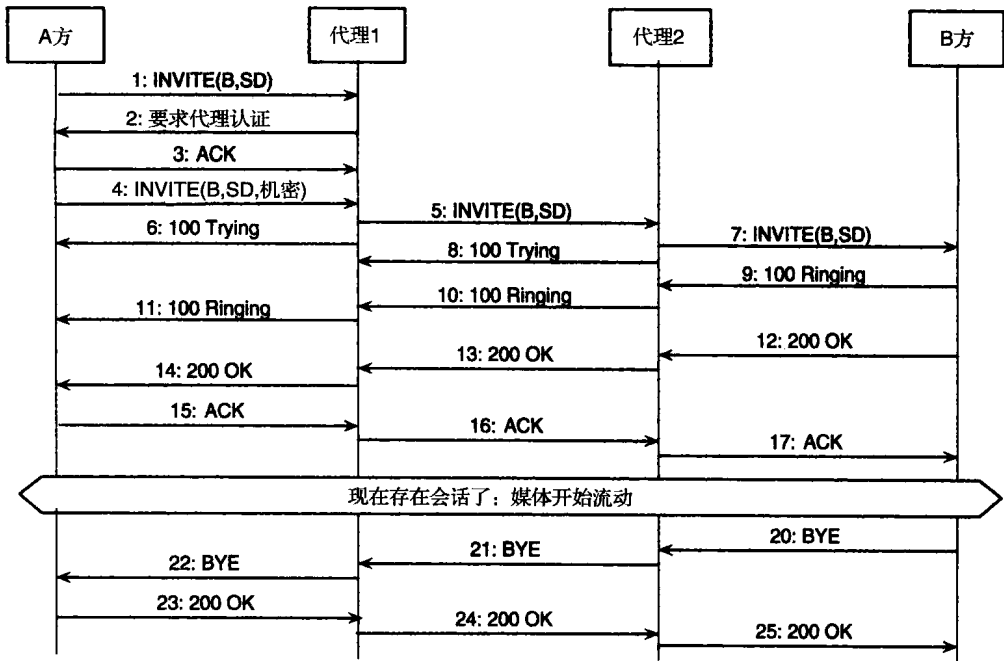 A方
代理1
代理2
B方
1: INVITE(B,SD)
2: 要求代理认证
3: ACK
4: INVITE(B,SD,机密)
5: INVITE(B,SD)
6: 100 Trying
7: INVITE(B,SD)
8: 100 Trying
9: 100 Ringing
10: 100 Ringing
11: 100 Ringing
12: 200 OK
13: 200 OK
14: 200 OK
15: ACK
16: ACK
17: ACK
现在存在会话了；媒体开始流动
20: BYE
21: BYE
22: BYE
23: 200 OK
24: 200 OK
25: 200 OK